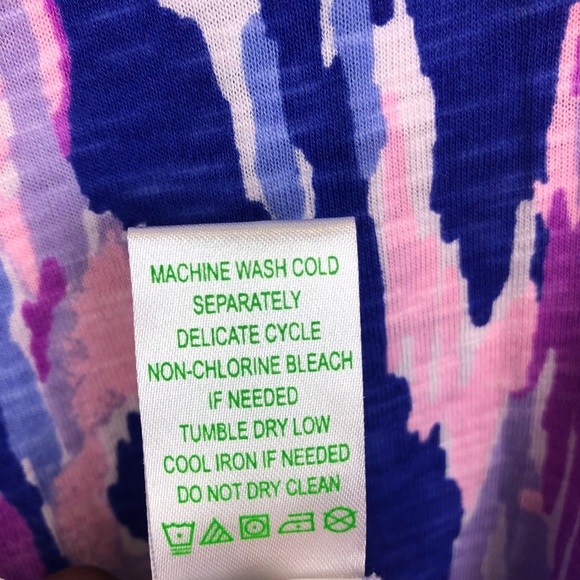 MACHINE WASH COLD
SEPARATELY
DELICATE CYCLE
NON-CHLORINE BLEACH
IF NEEDED
TUMBLE DRY LOW
COOL IRON IF NEEDED
DO NOT DRY CLEAN